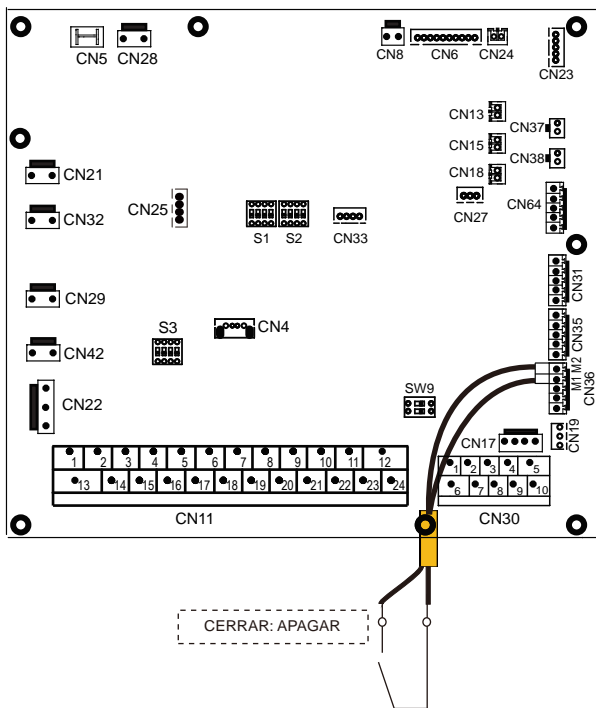 CN5
CN28
CN8
CN6
CN24
CN23
CN13
CN15
CN18
CN37
CN38
CN27
CN64
CN21
CN32
CN25
S1
S2
CN33
CN31
CN29
CN42
CN22
S3
CN4
CN35
M1 M2
CN36
SW9
CN17
CN19
1 2 3 4 5 6 7 8 9 10 11 12
13 14 15 16 17 18 19 20 21 22 23 24
CN11
1 2 3 4 5
6 7 8 9 10
CN30
CERRAR: APAGAR